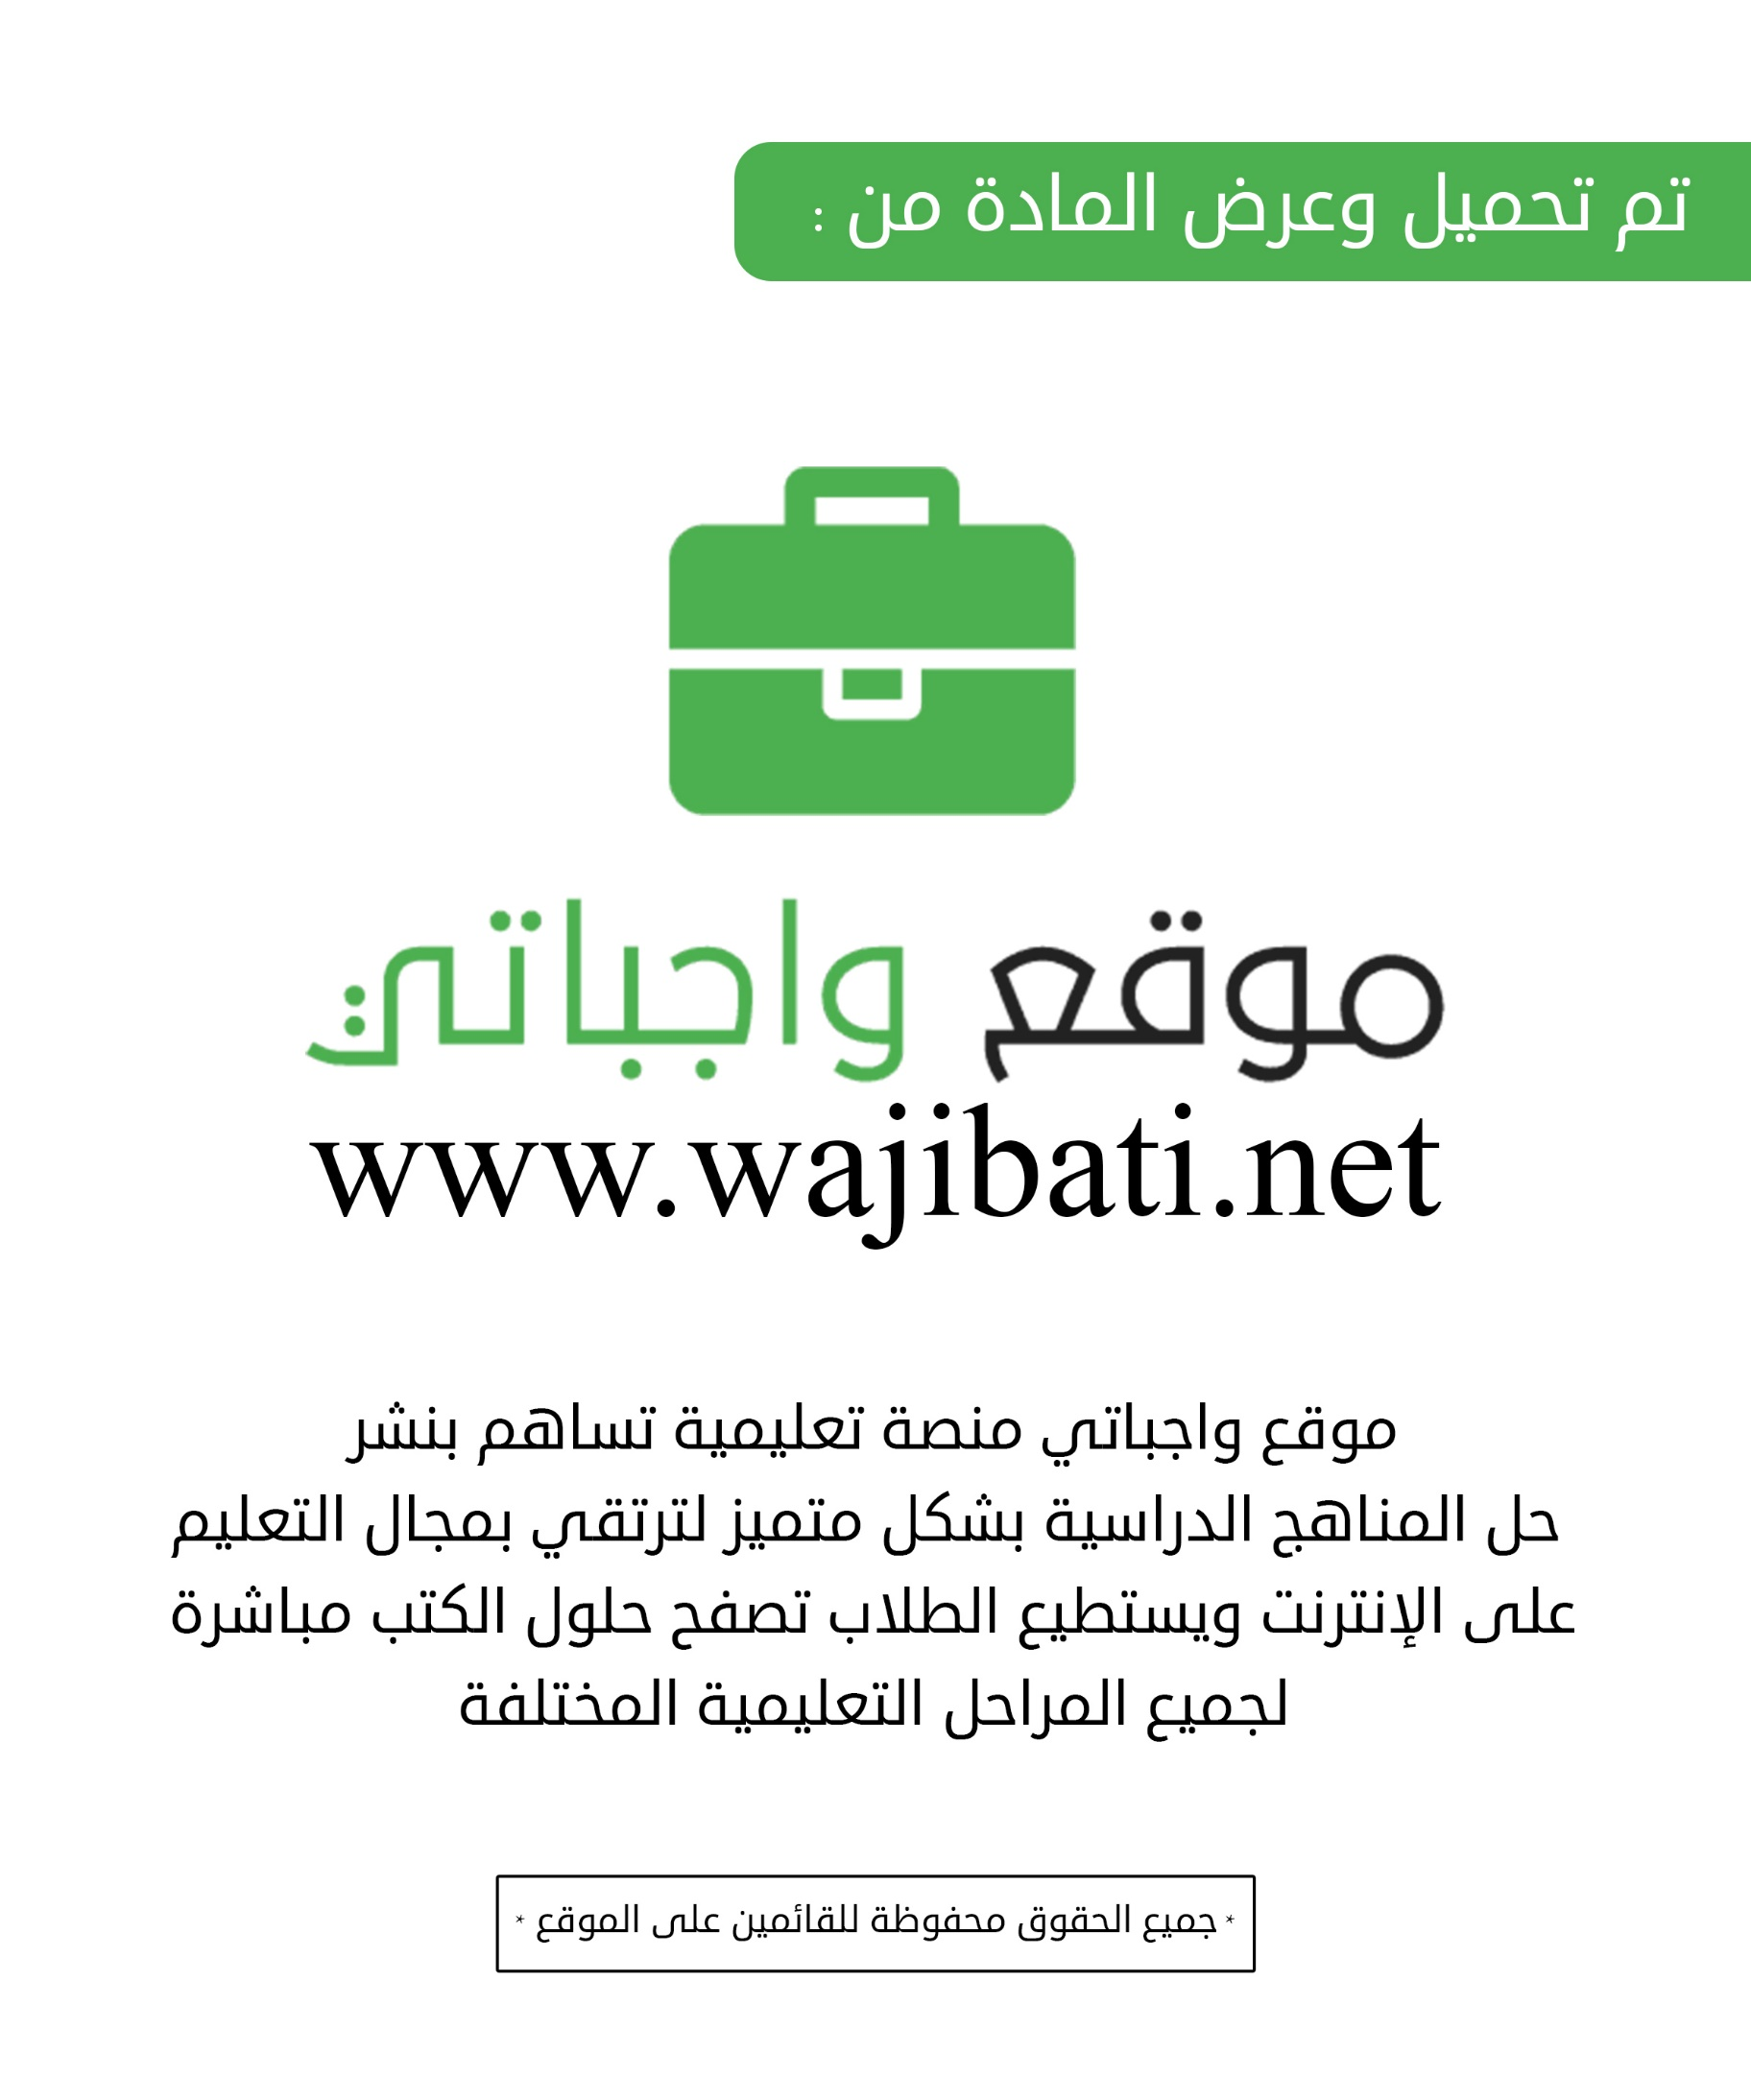 تم تحميل وعرض المادة من :
موقع واجباتي
www.wajibati.net
موقع واجباتي منصة تعليمية تساهم بنشر
حل المناهج الدراسية بشكل متميز لترتقي بمجال التعليم
على الإنترنت ويستطيع الطلاب تصفح حلول الكتب مباشرة
لجميع المراحل التعليمية المختلفة
* جميع الحقوق محفوظة للقائمين على الموقع *